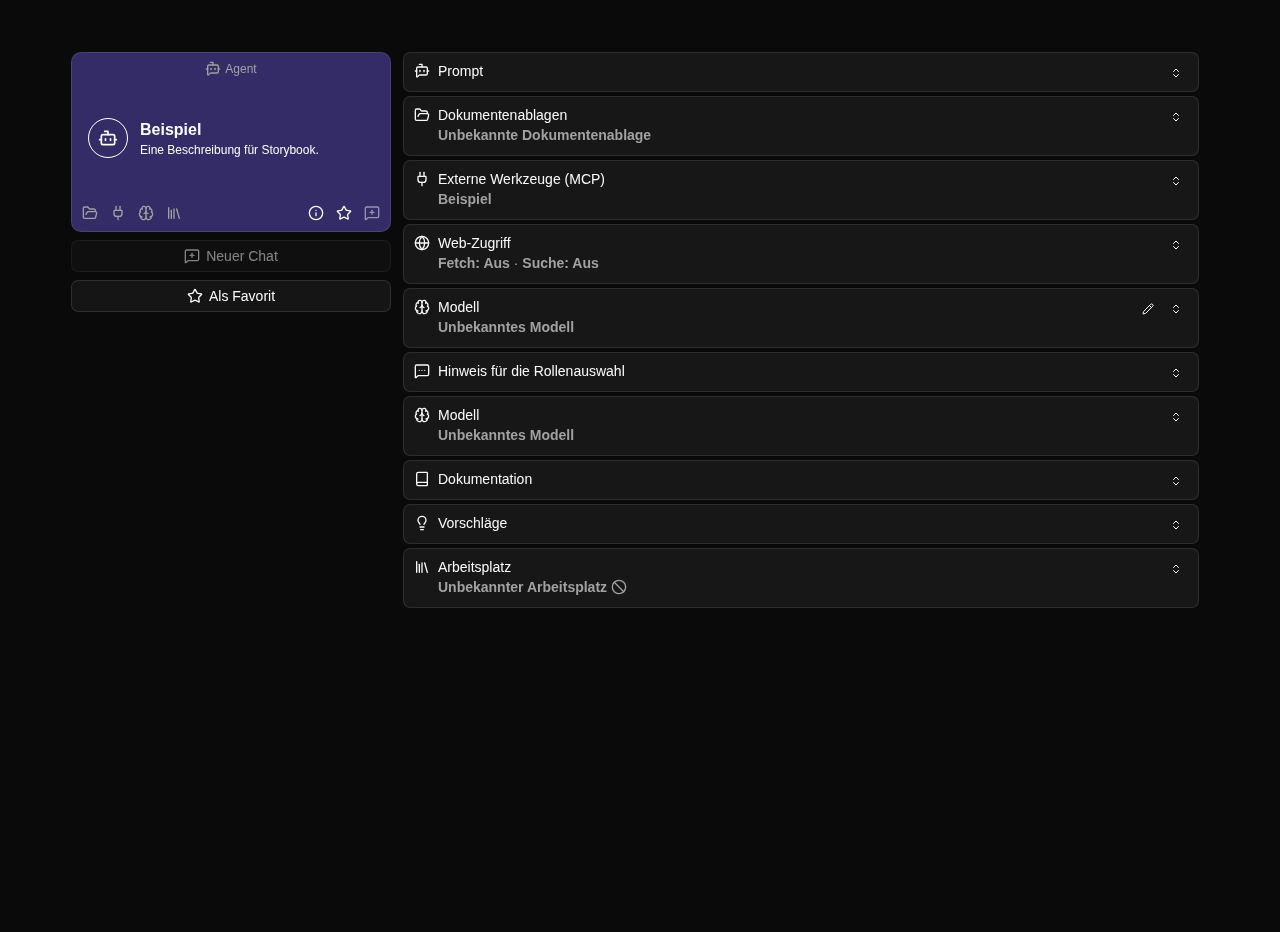 Agent
Beispiel
Eine Beschreibung für Storybook.
Neuer Chat
Als Favorit
Prompt
Dokumentenablagen
Unbekannte Dokumentenablage
Externe Werkzeuge (MCP)
Beispiel
Web-Zugriff
Fetch: Aus · Suche: Aus
Modell
Unbekanntes Modell
Hinweis für die Rollenauswahl
Modell
Unbekanntes Modell
Dokumentation
Vorschläge
Arbeitsplatz
Unbekannter Arbeitsplatz